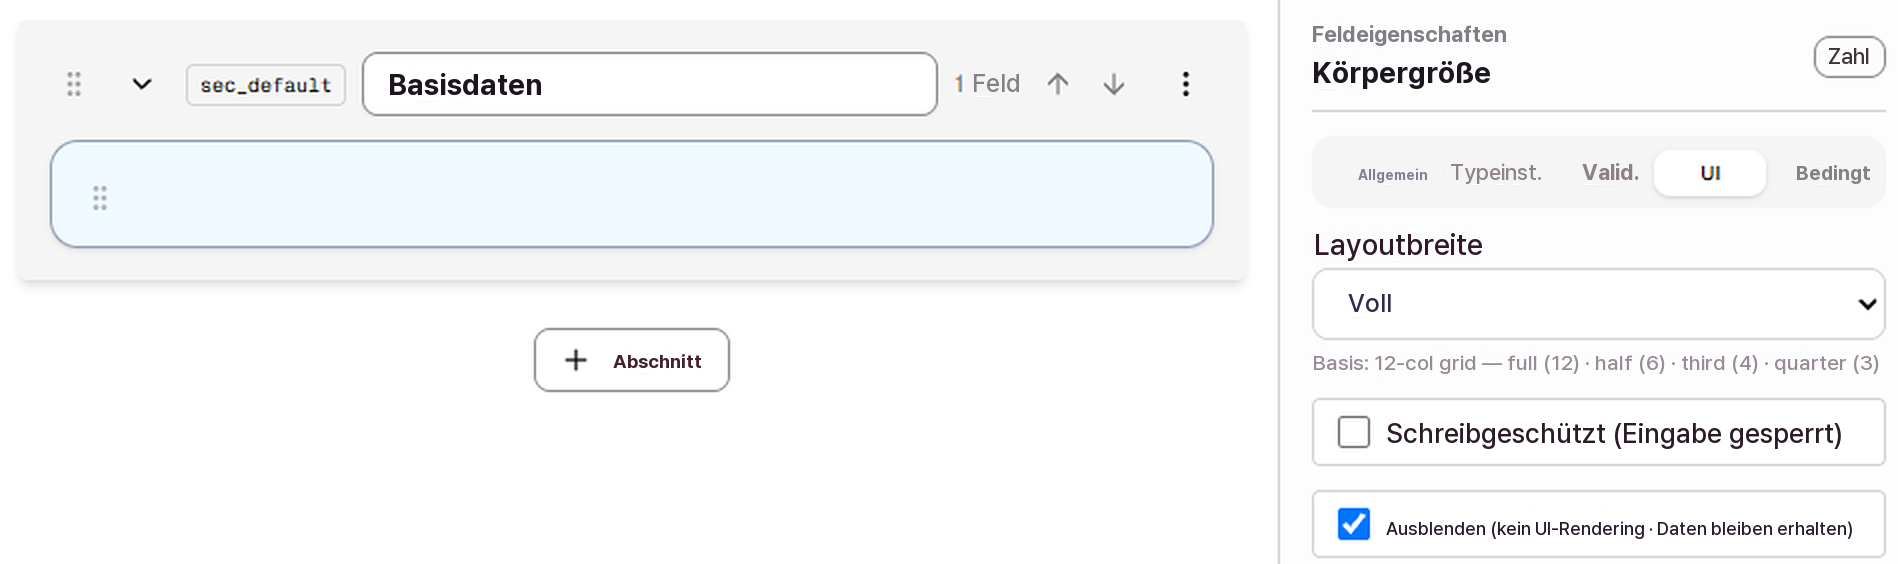 sec_default
Basisdaten
1 Feld
Abschnitt
Feldeigenschaften
Körpergröße
Zahl
Allgemein Typeinst. Valid. UI Bedingt
Layoutbreite
Voll
Basis: 12-col grid — full (12) · half (6) · third (4) · quarter (3)
Schreibgeschützt (Eingabe gesperrt)
Ausblenden (kein UI-Rendering · Daten bleiben erhalten)